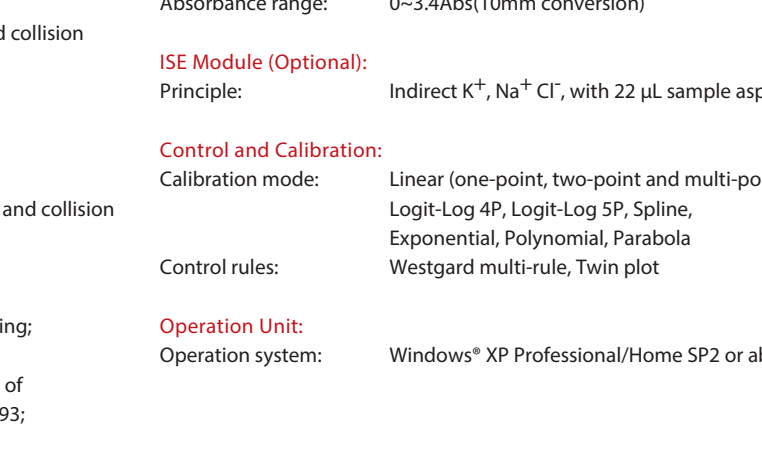 d collision
and collision
ing;
of
93;
Absorbance range: 0~3.4Abs(10mm conversion)
ISE Module (Optional):
Principle: Indirect K⁺, Na⁺ Cl⁻, with 22 μL sample
Control and Calibration:
Calibration mode: Linear (one-point, two-point and
Logit-Log 4P, Logit-Log 5P, Spline,
Exponential, Polynomial, Parabola
Control rules: Westgard multi-rule, Twin plot
Operation Unit:
Operation system: Windows® XP Professional/Home SP2 or